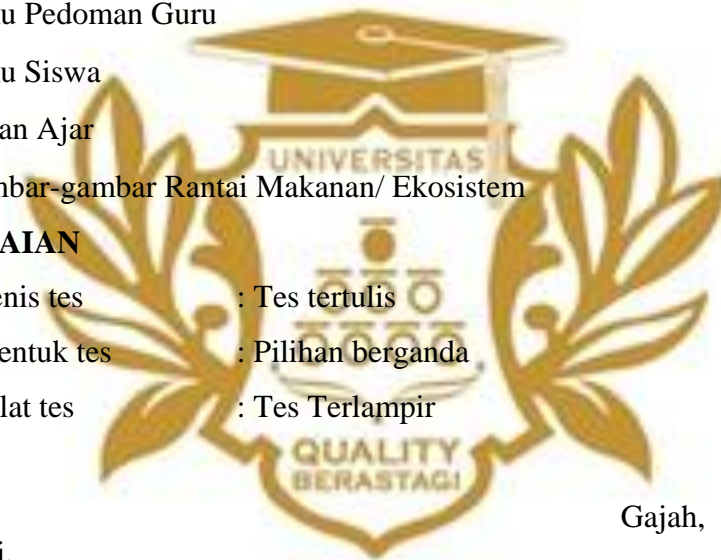 u Pedoman Guru
u Siswa
an Ajar
nbar-gambar Rantai Makanan/ Ekosistem
AIAN
enis tes : Tes tertulis
entuk tes : Pilihan berganda
lat tes : Tes Terlampir
UNIVERSITAS
QUALITY
BERASTAGI
Gajah,